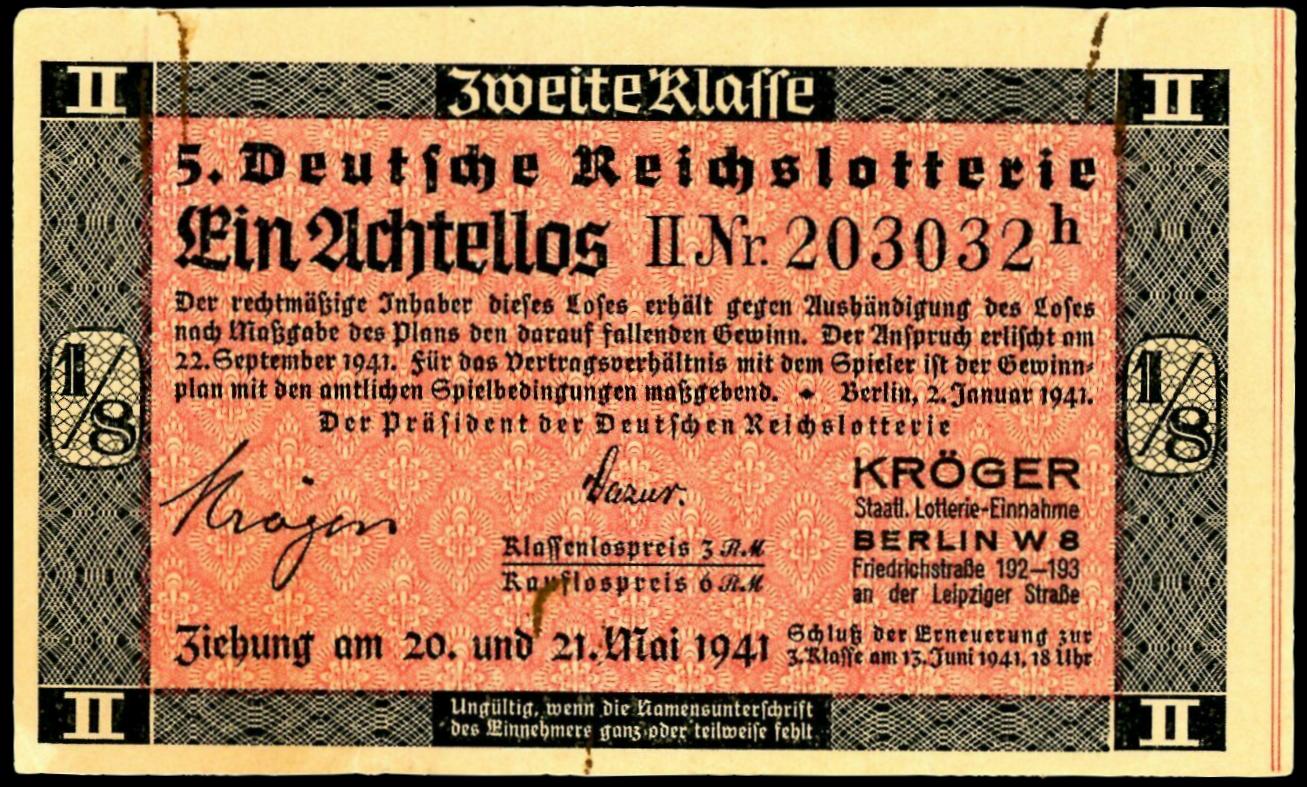 II Zweite Klasse II
5. Deutsche Reichslotterie
Ein Achtellos II Nr. 203032 h
Der rechtmäßige Inhaber dieses Loses erhält gegen Aushändigung des Loses
nach Maßgabe des Plans den darauf fallenden Gewinn. Der Anspruch erlischt am
22. September 1941. Für das Vertragsverhältnis mit dem Spieler ist der Gewinn-
plan mit den amtlichen Spielbedingungen maßgebend. • Berlin, 2. Januar 1941.
Der Präsident der Deutschen Reichslotterie
1/8
1/8
Kröger
Dazur.
KRÖGER
Staatl. Lotterie-Einnahme
BERLIN W 8
Friedrichstraße 192—193
an der Leipziger Straße
Klassenlospreis 3 RM
Kauflospreis 6 RM
Ziehung am 20. und 21. Mai 1941
Schluß der Erneuerung zur
3. Klasse am 13. Juni 1941, 18 Uhr
II
Ungültig, wenn die Namensunterschrift
des Einnehmers ganz oder teilweise fehlt
II